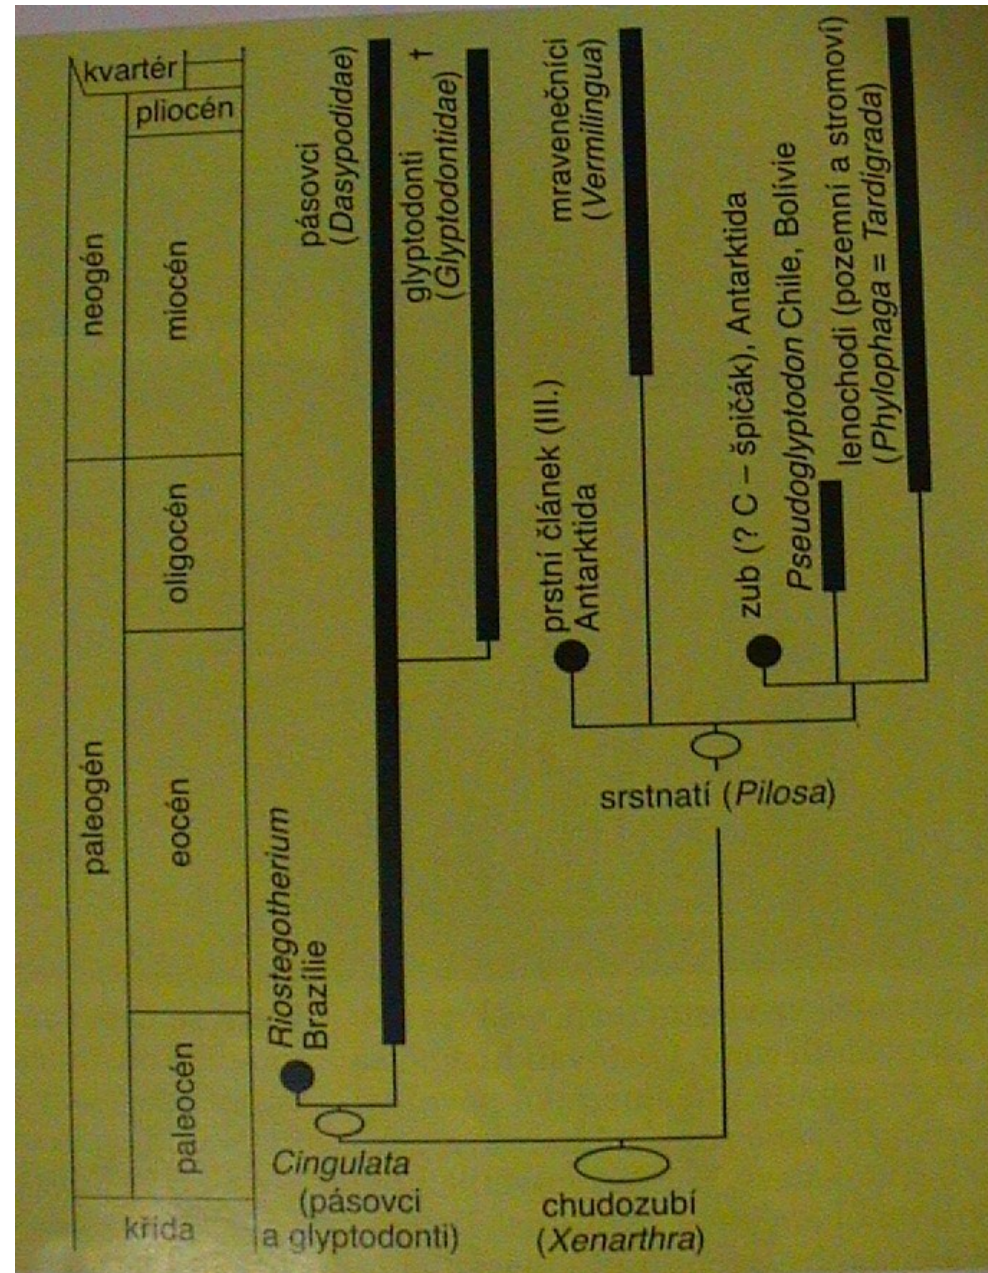 kvartér
pliocén
neogén
miocén
oligocén
paleogén
eocén
paleocén
křída
pásovci
(Dasypodidae)
glyptodonti
(Glyptodontidae) †
mravenečníci
(Vermilingua)
prstní článek (III.)
Antarktida
zub (? C – špičák), Antarktida
Pseudoglyptodon Chile, Bolívie
lenochodi (pozemní a stromoví)
(Phylophaga = Tardigrada)
srstnatí (Pilosa)
Riostegotherium
Brazílie
Cingulata
(pásovci
a glyptodonti)
chudozubí
(Xenarthra)